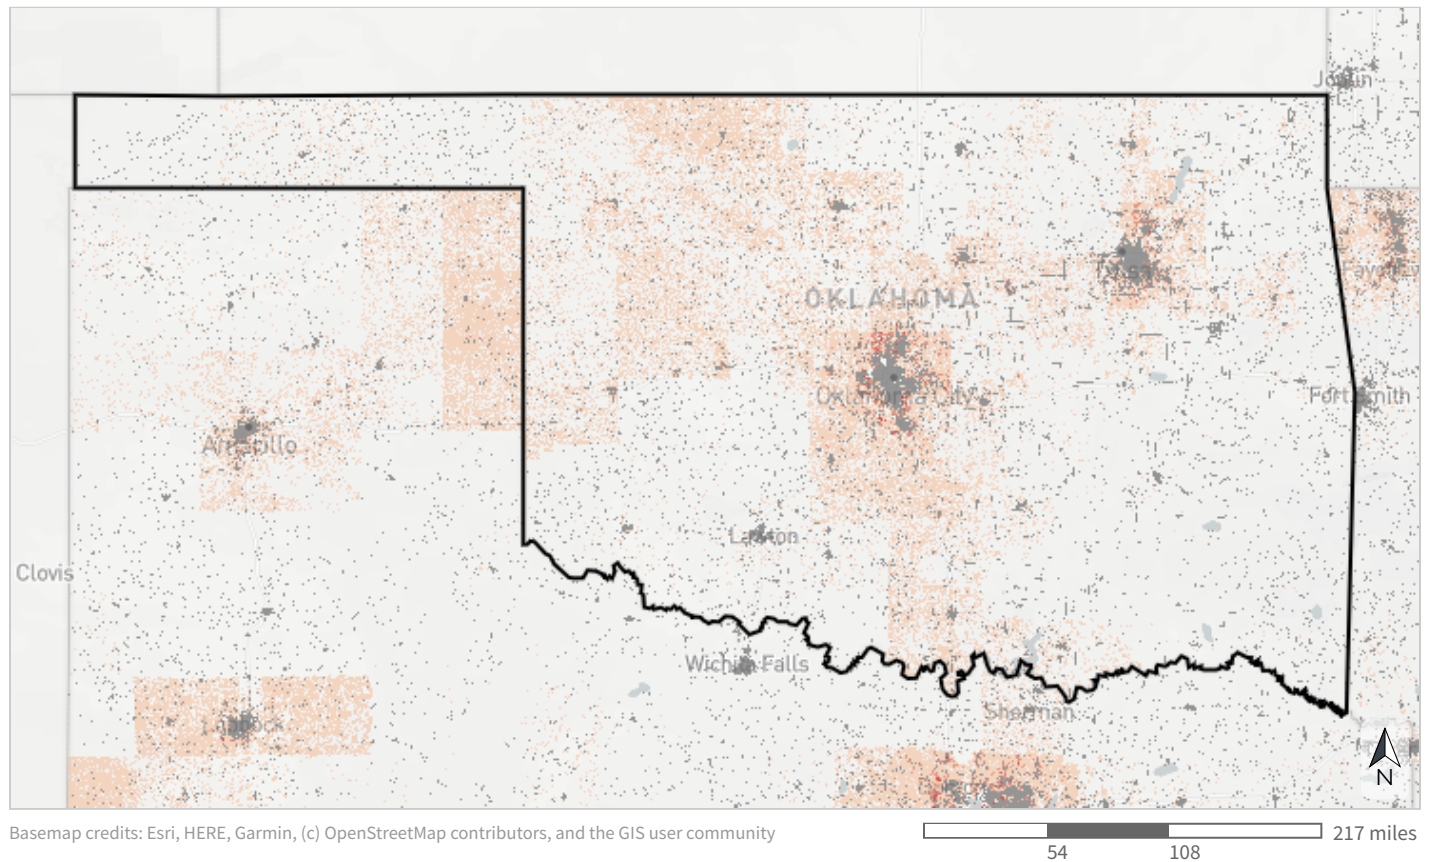 Joplin
OKLAHOMA
Tulsa
Oklahoma City
Fort Smith
Amarillo
Lawton
Clovis
Wichita Falls
Sherman
Lubbock
N
Basemap credits: Esri, HERE, Garmin, (c) OpenStreetMap contributors, and the GIS user community
217 miles
54 108